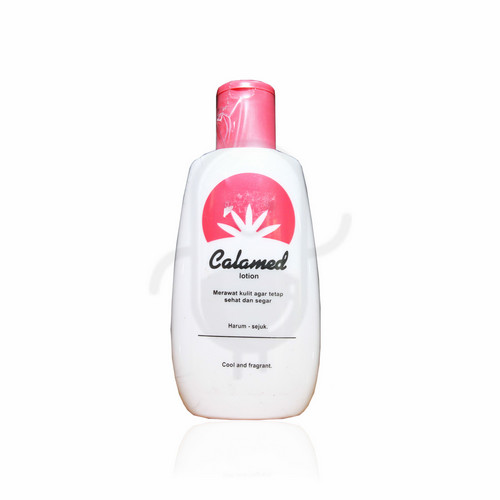 Calamed
lotion
Merawat kulit agar tetap
sehat dan segar
Harum - sejuk.
Cool and fragrant.